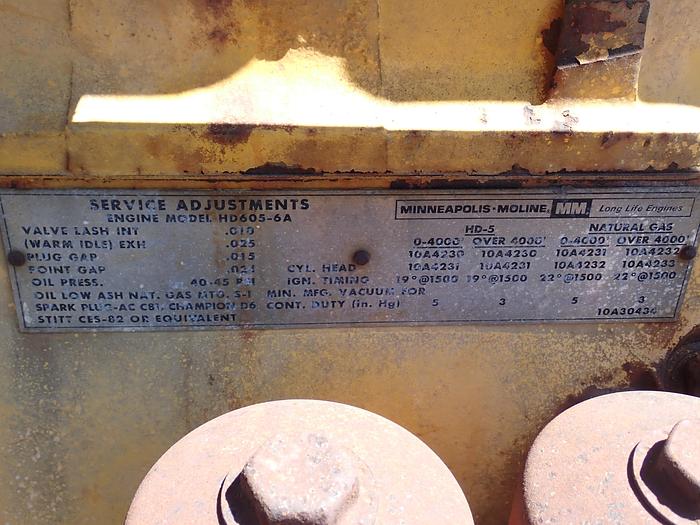 SERVICE ADJUSTMENTS
ENGINE MODEL HD605-6A
MINNEAPOLIS-MOLINE, MM Long Life Engines
VALVE LASH INT .010
(WARM IDLE) EXH .025
PLUG GAP .015
POINT GAP
OIL PRESS. 40-45 PSI
OIL LOW ASH NAT. GAS MTG. S-1
SPARK PLUG-AC C81, CHAMPION D6
STITT CES-82 OR EQUIVALENT
HD-5 NATURAL GAS
0-4000' OVER 4000' 0-4000' OVER 4000'
10A4230 10A4230 10A4231 10A4232
CYL. HEAD 10A4231 10A4231 10A4232 10A4233
IGN. TIMING 19°@1500 19°@1500 22°@1500 22°@1500
MIN. MFG. VACUUM FOR
CONT. DUTY (in. Hg) 5 3 5 3
10A30434